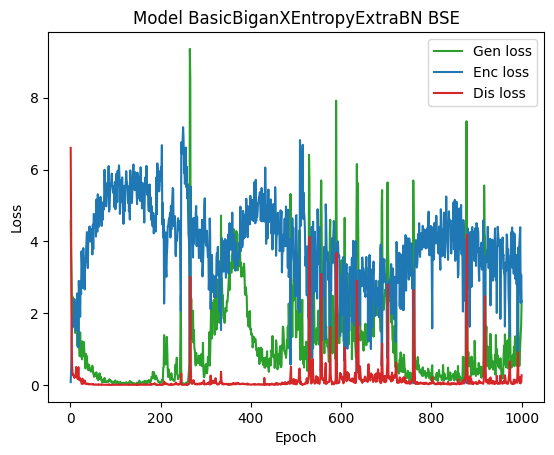 Model BasicBiganXEntropyExtraBN BSE
Gen loss
Enc loss
Dis loss
8
6
4
2
0
Loss
0 200 400 600 800 1000
Epoch